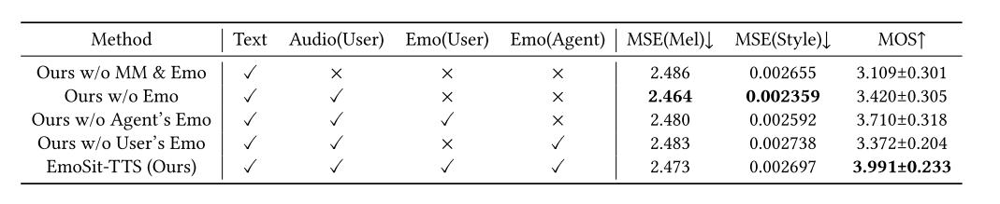 Method Text Audio(User) Emo(User) Emo(Agent) MSE(Mel)↓ MSE(Style)↓ MOS↑
Ours w/o MM & Emo ✓ × × × 2.486 0.002655 3.109±0.301
Ours w/o Emo ✓ ✓ × × 2.464 0.002359 3.420±0.305
Ours w/o Agent's Emo ✓ ✓ ✓ × 2.480 0.002592 3.710±0.318
Ours w/o User's Emo ✓ ✓ × ✓ 2.483 0.002738 3.372±0.204
EmoSit-TTS (Ours) ✓ ✓ ✓ ✓ 2.473 0.002697 3.991±0.233